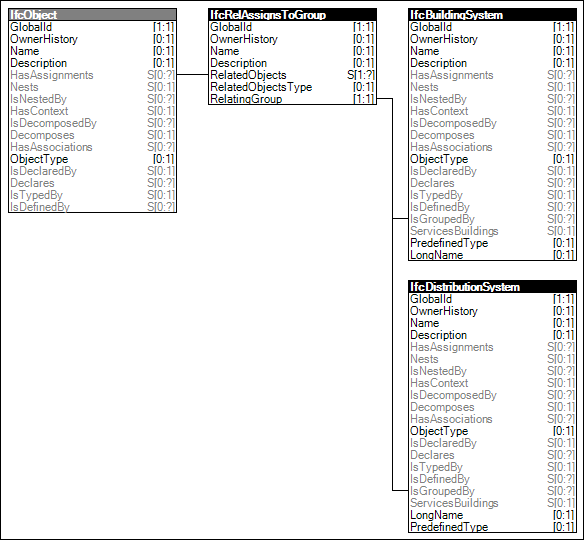 IfcObject
GlobalId [1:1]
OwnerHistory [0:1]
Name [0:1]
Description [0:1]
HasAssignments S[0:?]
Nests S[0:1]
IsNestedBy S[0:?]
HasContext S[0:1]
IsDecomposedBy S[0:?]
Decomposes S[0:1]
HasAssociations S[0:?]
ObjectType [0:1]
IsDeclaredBy S[0:1]
Declares S[0:?]
IsTypedBy S[0:1]
IsDefinedBy S[0:?]
IfcRelAssignsToGroup
GlobalId [1:1]
OwnerHistory [0:1]
Name [0:1]
Description [0:1]
RelatedObjects S[1:?]
RelatedObjectsType [0:1]
RelatingGroup [1:1]
IfcBuildingSystem
GlobalId [1:1]
OwnerHistory [0:1]
Name [0:1]
Description [0:1]
HasAssignments S[0:?]
Nests S[0:1]
IsNestedBy S[0:?]
HasContext S[0:1]
IsDecomposedBy S[0:?]
Decomposes S[0:1]
HasAssociations S[0:?]
ObjectType [0:1]
IsDeclaredBy S[0:1]
Declares S[0:?]
IsTypedBy S[0:1]
IsDefinedBy S[0:?]
IsGroupedBy S[0:?]
ServicesBuildings S[0:1]
PredefinedType [0:1]
LongName [0:1]
IfcDistributionSystem
GlobalId [1:1]
OwnerHistory [0:1]
Name [0:1]
Description [0:1]
HasAssignments S[0:?]
Nests S[0:1]
IsNestedBy S[0:?]
HasContext S[0:1]
IsDecomposedBy S[0:?]
Decomposes S[0:1]
HasAssociations S[0:?]
ObjectType [0:1]
IsDeclaredBy S[0:1]
Declares S[0:?]
IsTypedBy S[0:1]
IsDefinedBy S[0:?]
IsGroupedBy S[0:?]
ServicesBuildings S[0:1]
LongName [0:1]
PredefinedType [0:1]